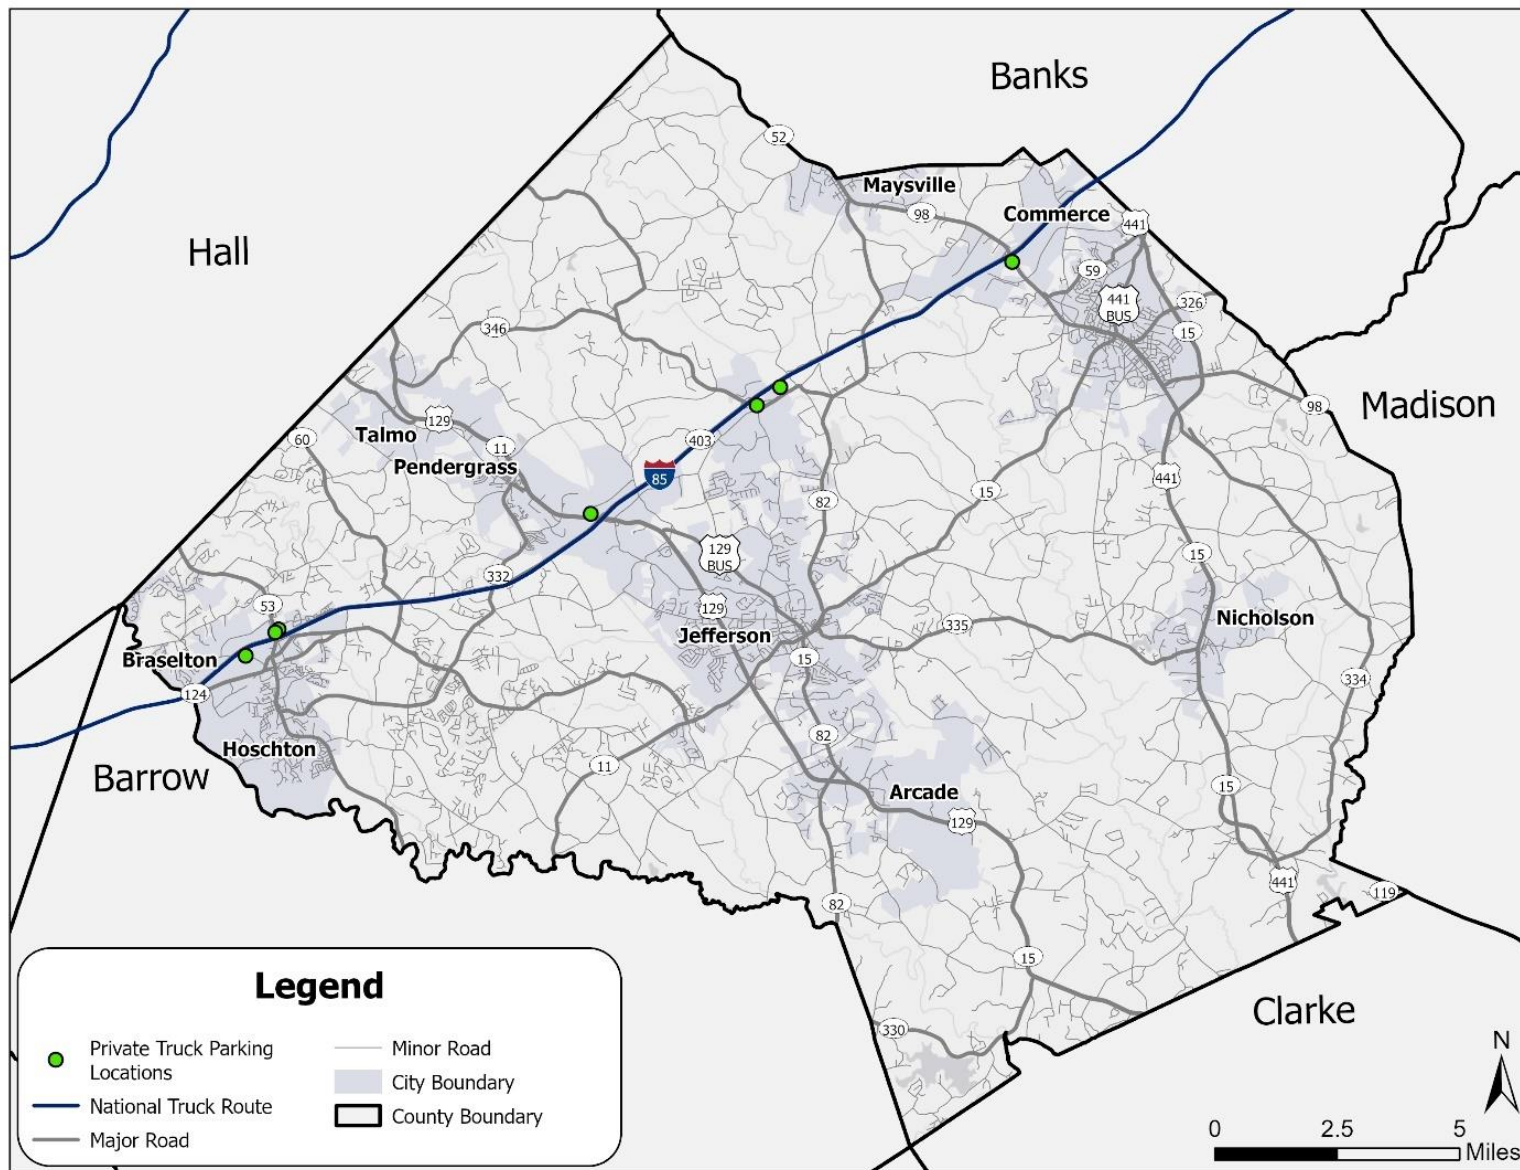 Banks
52
Maysville
98
Commerce
441
Hall
59
441
BUS
326
15
346
Madison
98
129
Talmo
60
11
Pendergrass
403
85
441
15
82
129
BUS
15
332
53
129
335
Nicholson
Jefferson
Braselton
15
124
334
82
Hoschton
11
Barrow
15
Arcade
129
441
119
82
15
Clarke
330
Legend
Private Truck Parking
Locations
National Truck Route
Major Road
Minor Road
City Boundary
County Boundary
N
0 2.5 5
Miles